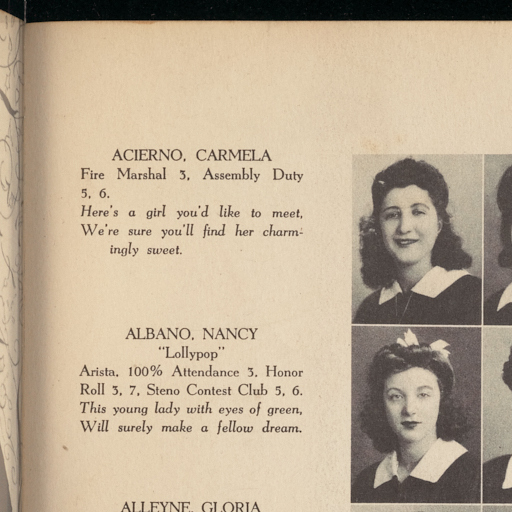 ACIERNO, CARMELA
Fire Marshal 3, Assembly Duty
5, 6.
Here's a girl you'd like to meet,
We're sure you'll find her charm-
ingly sweet.
ALBANO, NANCY
"Lollypop"
Arista, 100% Attendance 3, Honor
Roll 3, 7, Steno Contest Club 5, 6.
This young lady with eyes of green,
Will surely make a fellow dream.
ALLEYNE, GLORIA